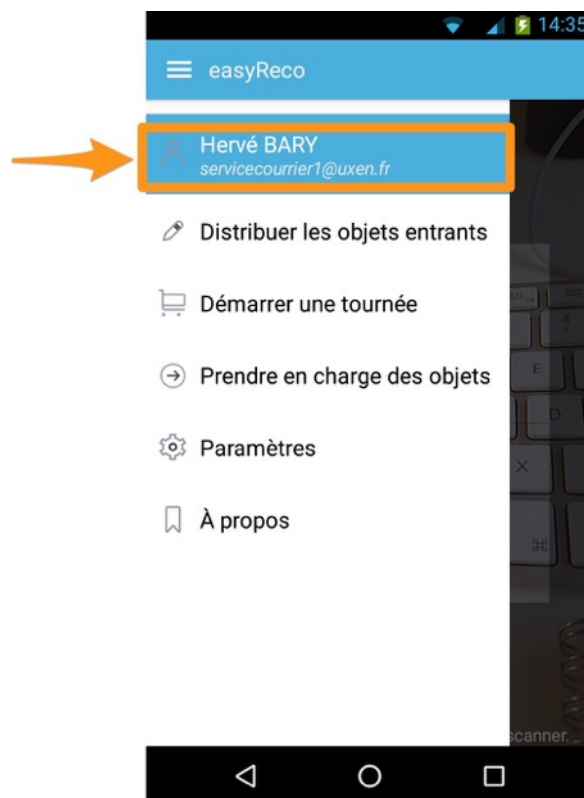 14:35
easyReco
Hervé BARY
servicecourrier1@uxen.fr
Distribuer les objets entrants
Démarrer une tournée
Prendre en charge des objets
E
D
Paramètres
X
À propos
⌘
scanner.